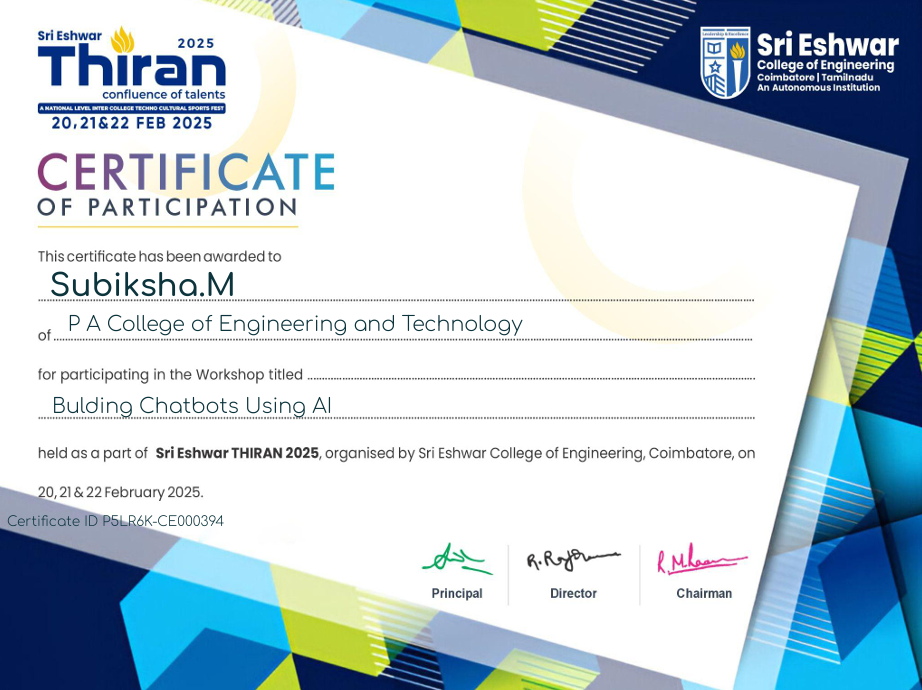 Sri Eshwar
2025
Thiran
confluence of talents
A NATIONAL LEVEL INTER COLLEGE TECHNO CULTURAL SPORTS FEST
20,21&22 FEB 2025
Leadership & Excellence
Sri Eshwar
College of Engineering
Coimbatore | Tamilnadu
An Autonomous Institution
CERTIFICATE
OF PARTICIPATION
This certificate has been awarded to
Subiksha.M
of P A College of Engineering and Technology
for participating in the Workshop titled
Bulding Chatbots Using AI
held as a part of Sri Eshwar THIRAN 2025, organised by Sri Eshwar College of Engineering, Coimbatore, on
20, 21 & 22 February 2025.
Certificate ID P5LR6K-CE000394
Principal Director Chairman